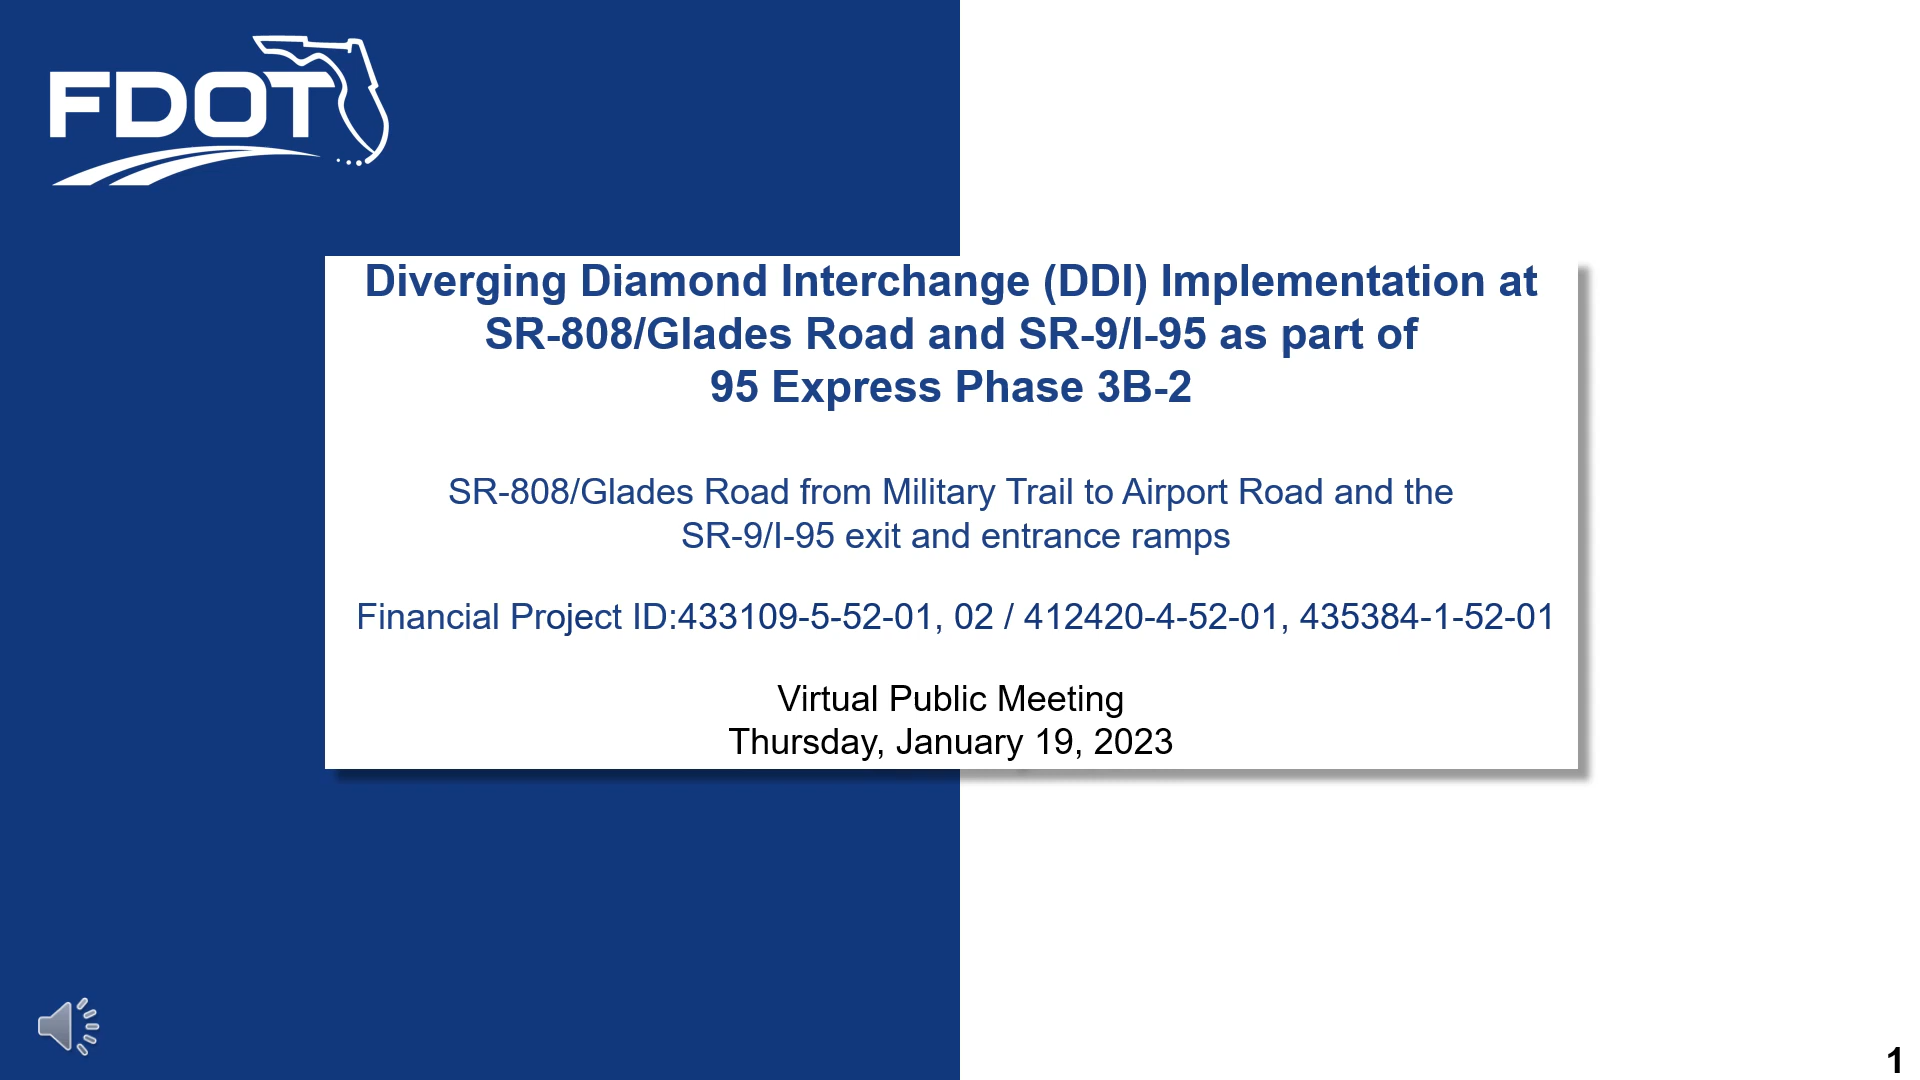 FDOT
Diverging Diamond Interchange (DDI) Implementation at
SR-808/Glades Road and SR-9/I-95 as part of
95 Express Phase 3B-2
SR-808/Glades Road from Military Trail to Airport Road and the
SR-9/I-95 exit and entrance ramps
Financial Project ID:433109-5-52-01, 02 / 412420-4-52-01, 435384-1-52-01
Virtual Public Meeting
Thursday, January 19, 2023
1